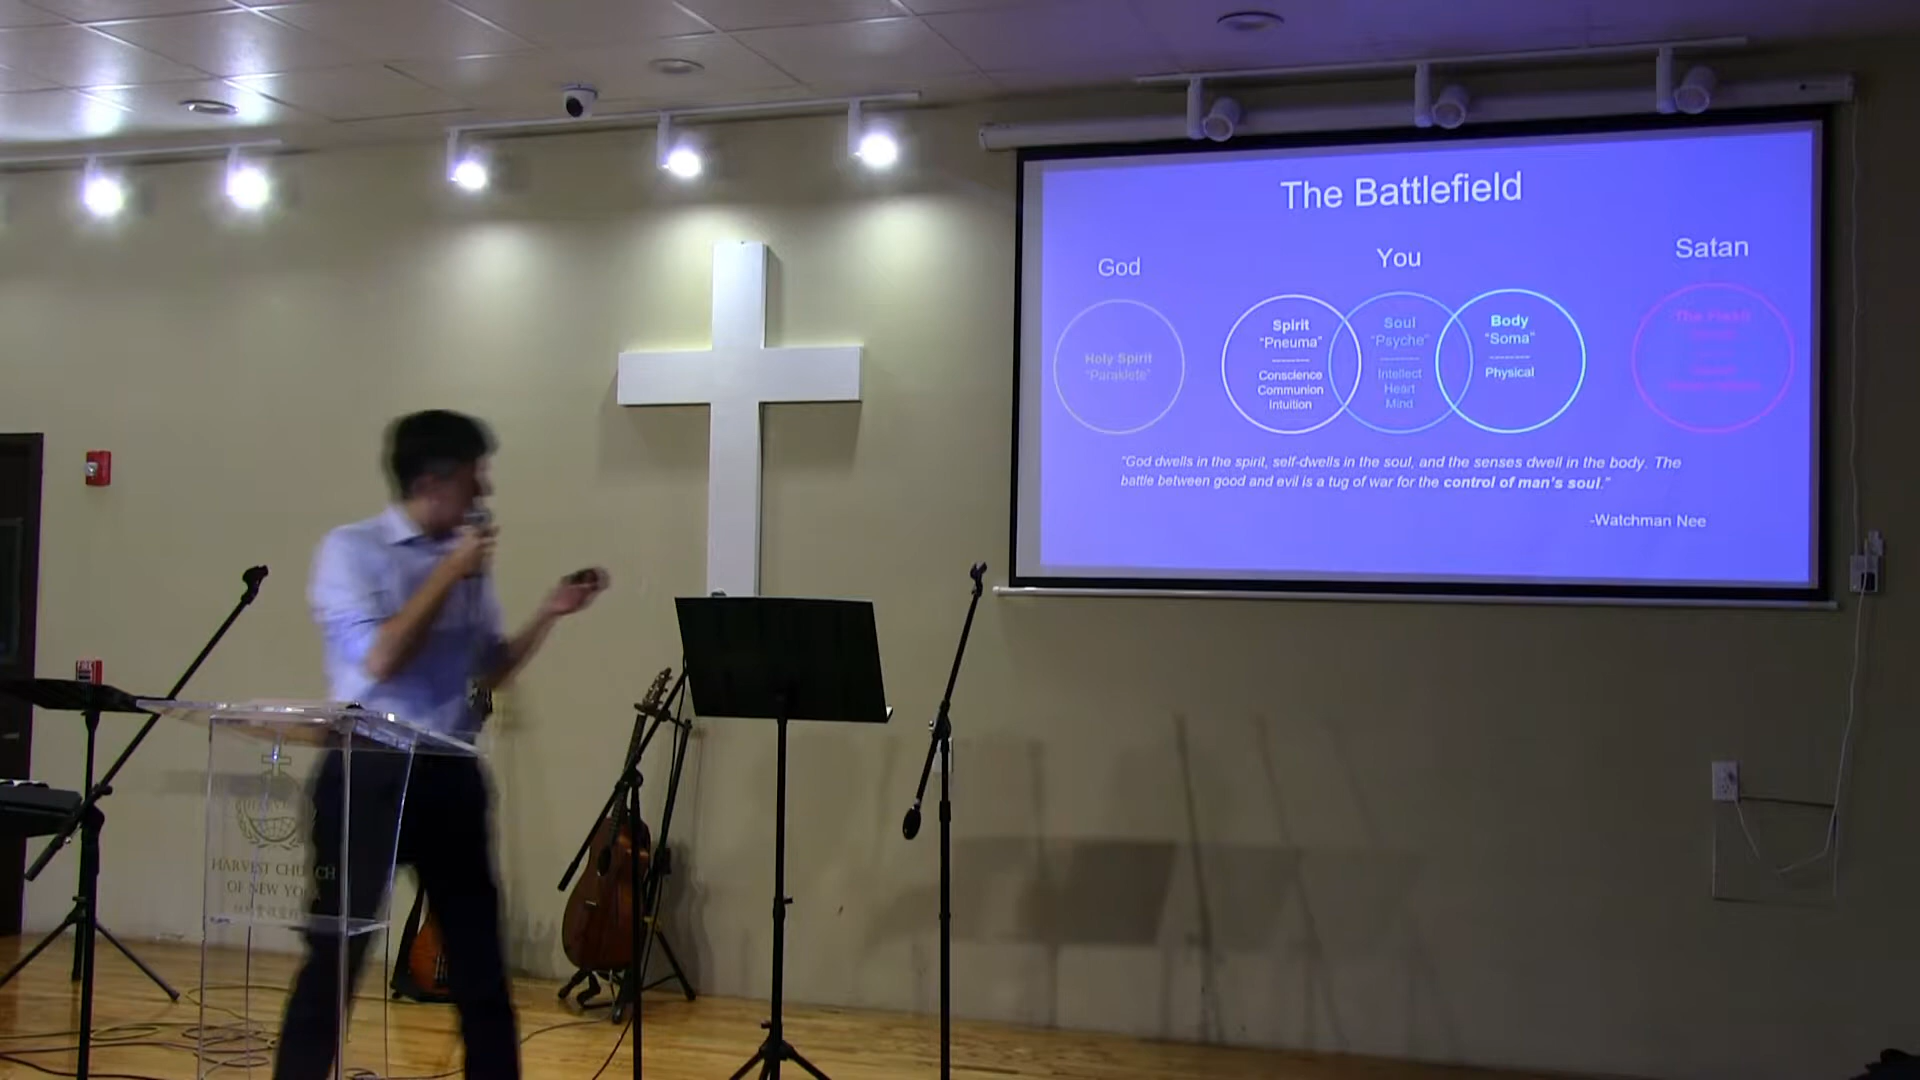 The Battlefield
God
You
Satan
Holy Spirit
"Paraklete"
Spirit
"Pneuma"
Conscience
Communion
Intuition
Soul
"Psyche"
Intellect
Heart
Mind
Body
"Soma"
Physical
The Flesh
"God dwells in the spirit, self-dwells in the soul, and the senses dwell in the body. The
battle between good and evil is a tug of war for the control of man's soul."
-Watchman Nee
FIRE
HARVEST CHURCH
OF NEW YORK